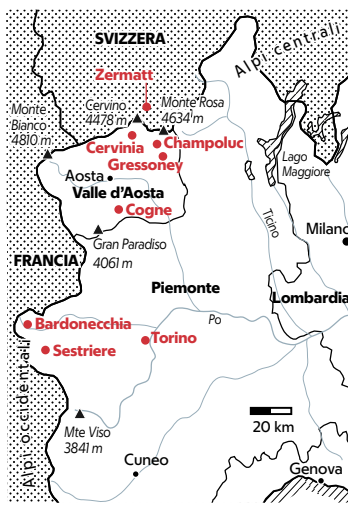 SVIZZERA
Alpi centrali
Zermatt
Monte
Bianco
4810 m
Cervino
4478 m
Monte Rosa
4634 m
Cervinia
Champoluc
Gressoney
Lago
Maggiore
Aosta
Valle d'Aosta
Cogne
Ticino
Milano
Gran Paradiso
4061 m
FRANCIA
Piemonte
Lombardia
Po
Bardonecchia
Torino
Sestriere
Alpi occidentali
20 km
Mte Viso
3841 m
Cuneo
Genova